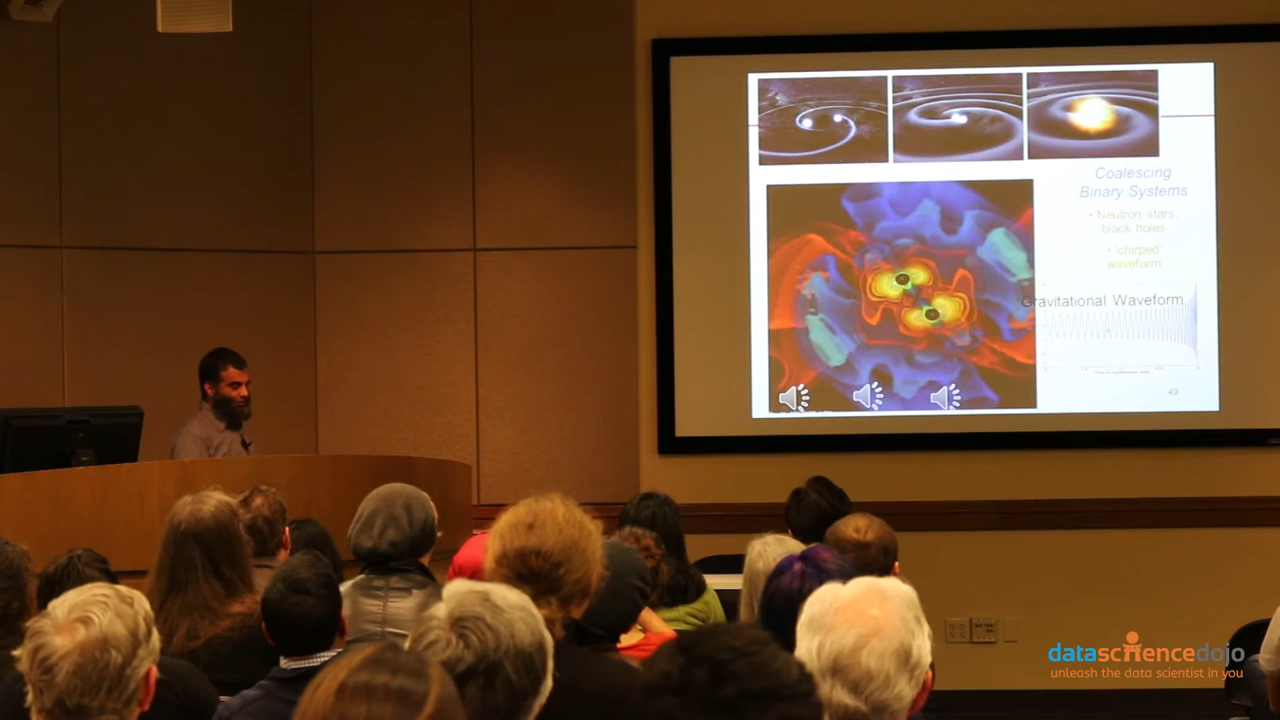 Coalescing
Binary Systems
• Neutron stars,
black holes
• 'chirped'
waveform
Gravitational Waveform
49
datasciencedojo
unleash the data scientist in you